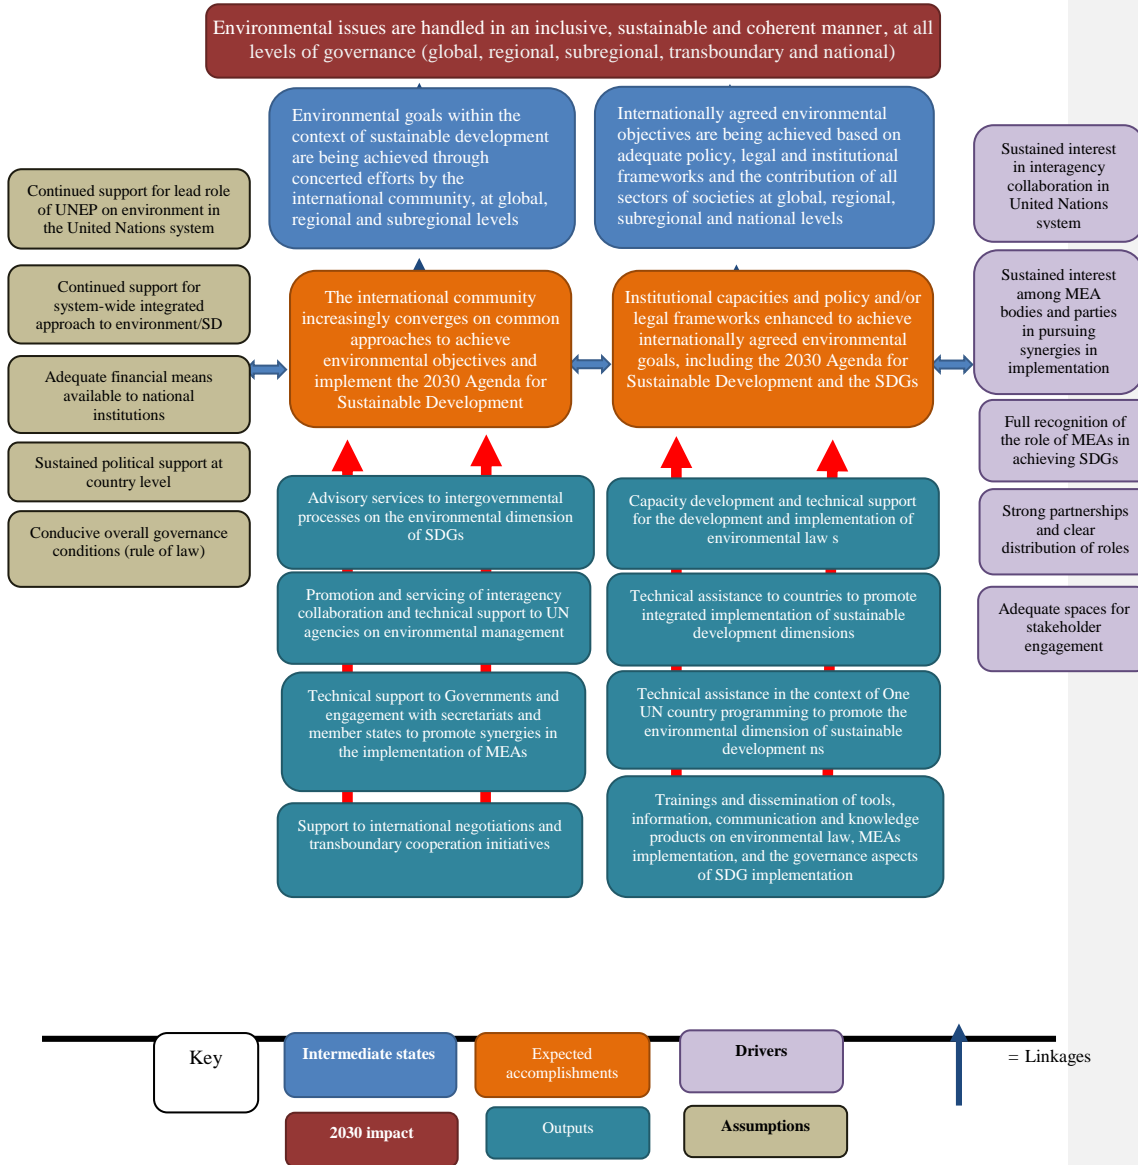 Environmental issues are handled in an inclusive, sustainable and coherent manner, at all
levels of governance (global, regional, subregional, transboundary and national)
Environmental goals within the
context of sustainable development
are being achieved through
concerted efforts by the
international community, at global,
regional and subregional levels
Internationally agreed environmental
objectives are being achieved based on
adequate policy, legal and institutional
frameworks and the contribution of all
sectors of societies at global, regional,
subregional and national levels
Continued support for lead role
of UNEP on environment in
the United Nations system
Continued support for
system-wide integrated
approach to environment/SD
Adequate financial means
available to national
institutions
Sustained political support at
country level
Conducive overall governance
conditions (rule of law)
The international community
increasingly converges on common
approaches to achieve
environmental objectives and
implement the 2030 Agenda for
Sustainable Development
Institutional capacities and policy and/or
legal frameworks enhanced to achieve
internationally agreed environmental
goals, including the 2030 Agenda for
Sustainable Development and the SDGs
Sustained interest
in interagency
collaboration in
United Nations
system
Sustained interest
among MEA
bodies and parties
in pursuing
synergies in
implementation
Full recognition of
the role of MEAs in
achieving SDGs
Strong partnerships
and clear
distribution of roles
Adequate spaces for
stakeholder
engagement
Advisory services to intergovernmental
processes on the environmental dimension
of SDGs
Promotion and servicing of interagency
collaboration and technical support to UN
agencies on environmental management
Technical support to Governments and
engagement with secretariats and
member states to promote synergies in
the implementation of MEAs
Support to international negotiations and
transboundary cooperation initiatives
Capacity development and technical support
for the development and implementation of
environmental law s
Technical assistance to countries to promote
integrated implementation of sustainable
development dimensions
Technical assistance in the context of One
UN country programming to promote the
environmental dimension of sustainable
development ns
Trainings and dissemination of tools,
information, communication and knowledge
products on environmental law, MEAs
implementation, and the governance aspects
of SDG implementation
Key
Intermediate states
Expected
accomplishments
Drivers
= Linkages
2030 impact
Outputs
Assumptions